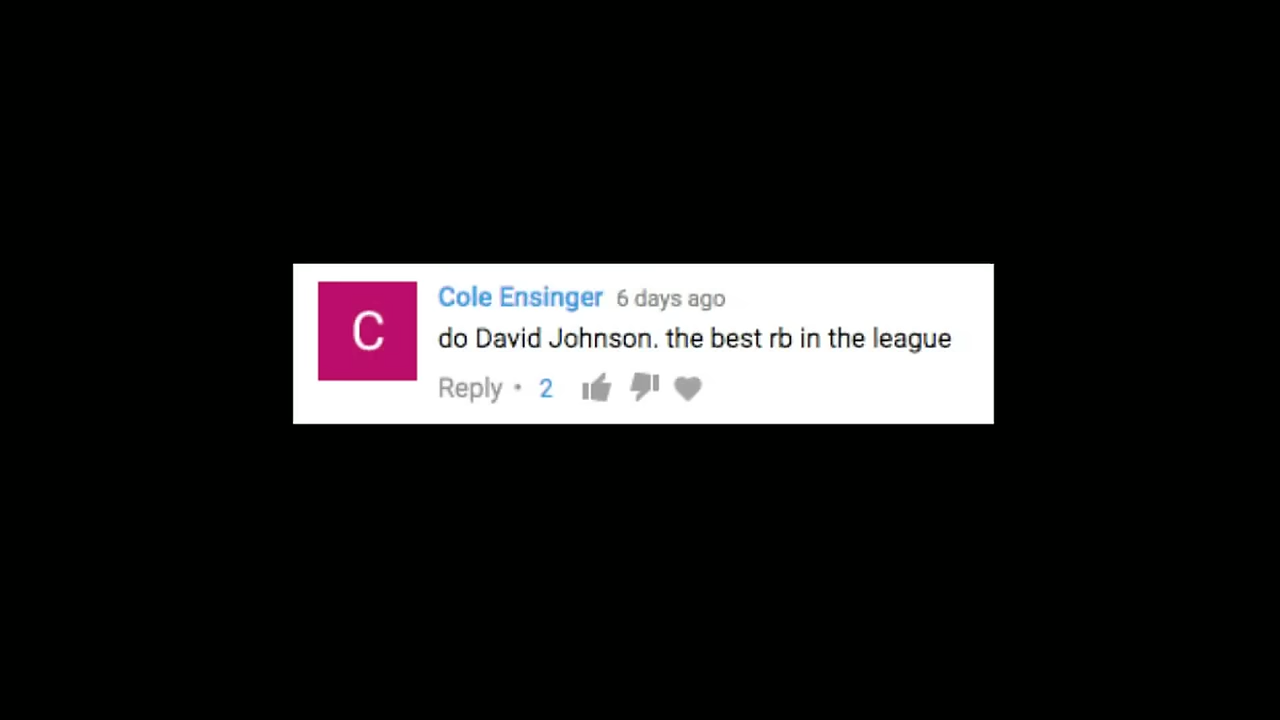 C
Cole Ensinger 6 days ago
do David Johnson. the best rb in the league
Reply • 2